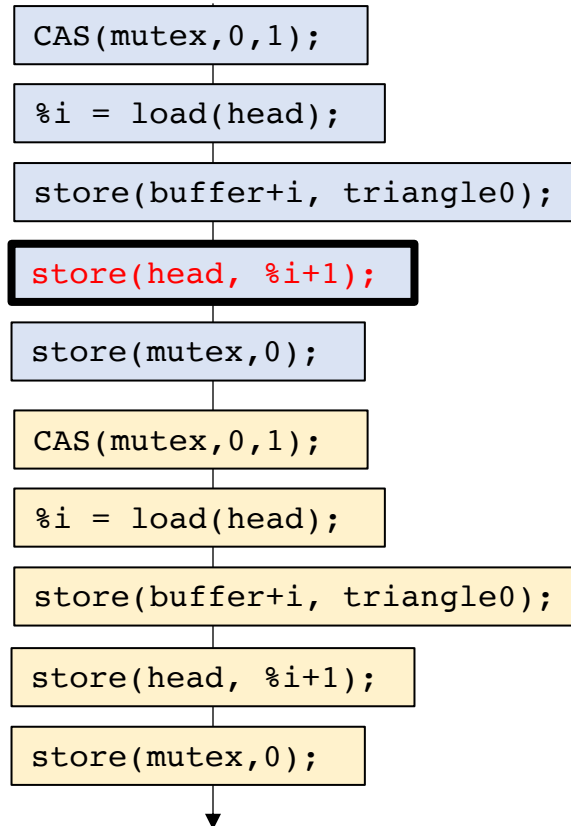 CAS(mutex,0,1);
%i = load(head);
store(buffer+i, triangle0);
store(head, %i+1);
store(mutex,0);
CAS(mutex,0,1);
%i = load(head);
store(buffer+i, triangle0);
store(head, %i+1);
store(mutex,0);